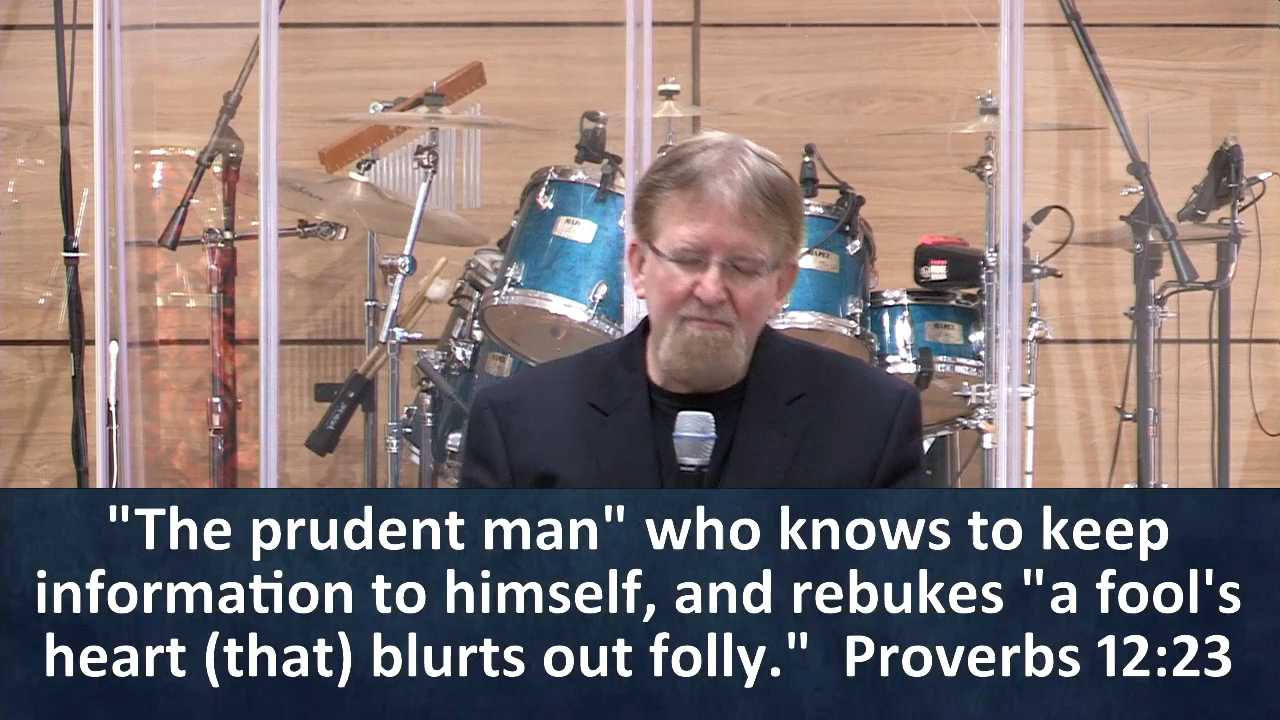 "The prudent man" who knows to keep
information to himself, and rebukes "a fool's
heart (that) blurts out folly."  Proverbs 12:23
MAPEX